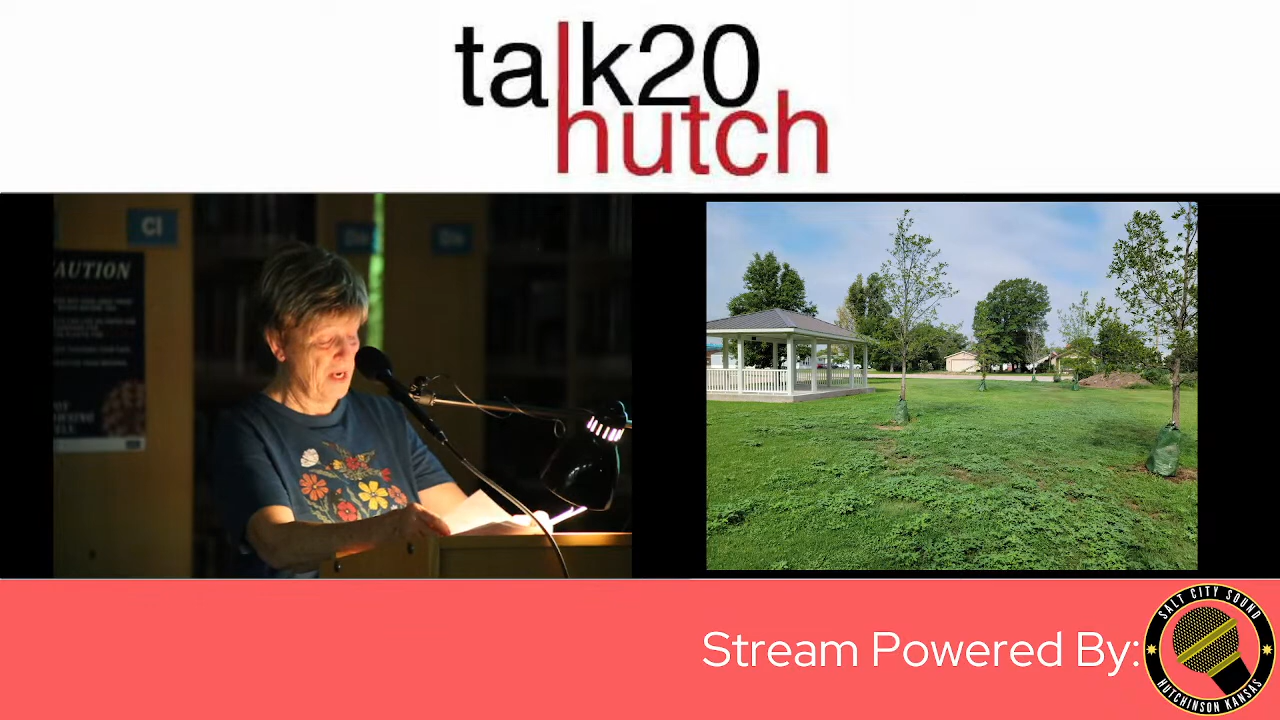 talk20
hutch
CI
AUTION
Stream Powered By:
SALT CITY SOUND
HUTCHINSON KANSAS